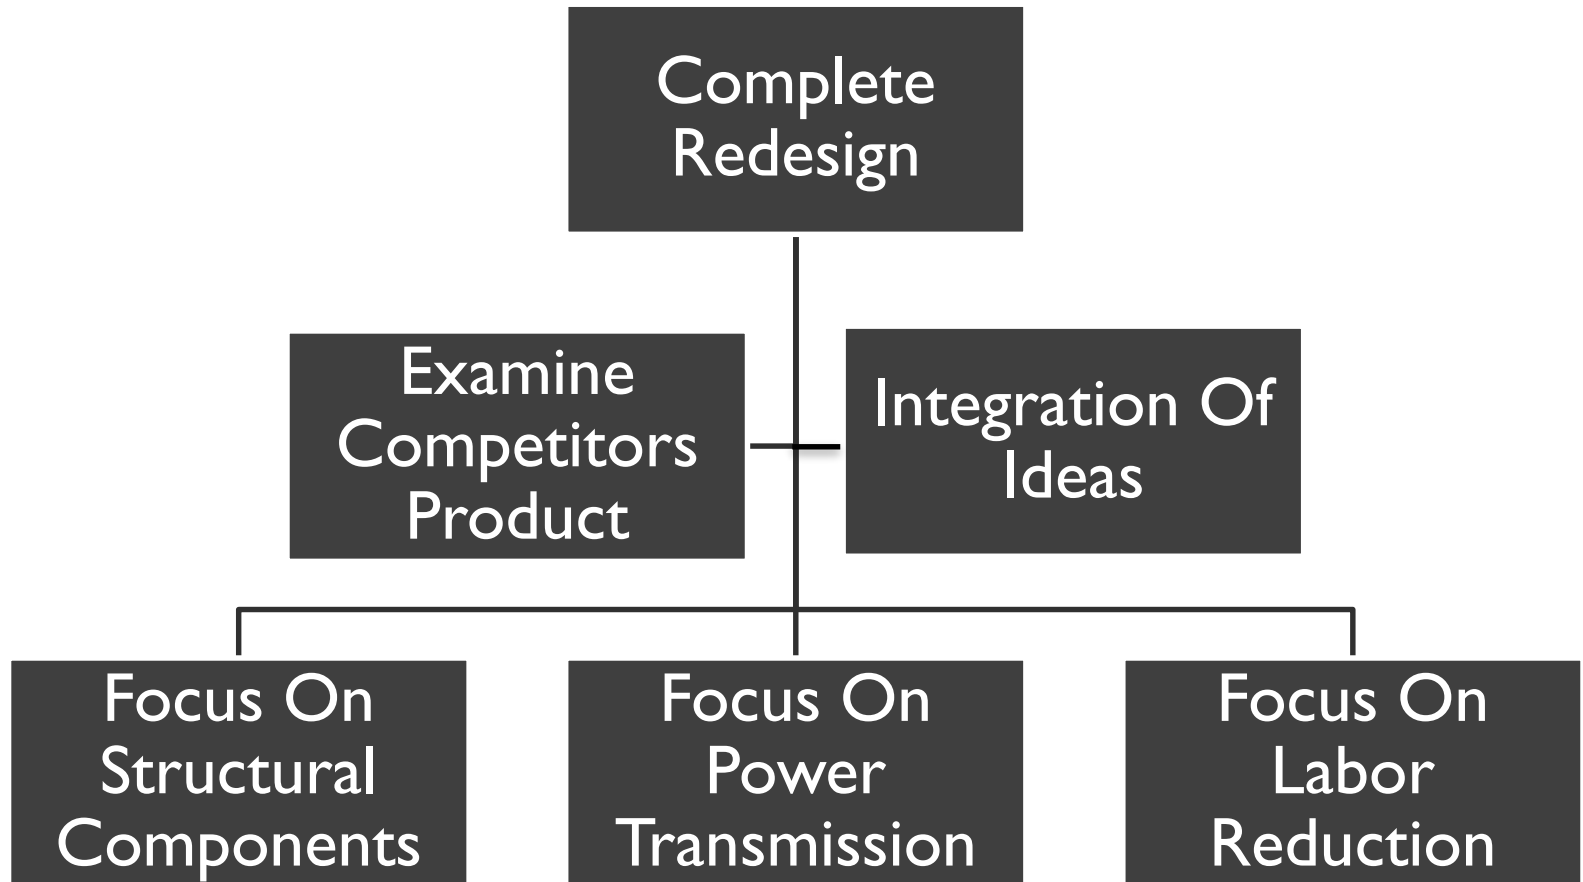 Complete
Redesign
Examine
Competitors
Product
Integration Of
Ideas
Focus On
Structural
Components
Focus On
Power
Transmission
Focus On
Labor
Reduction